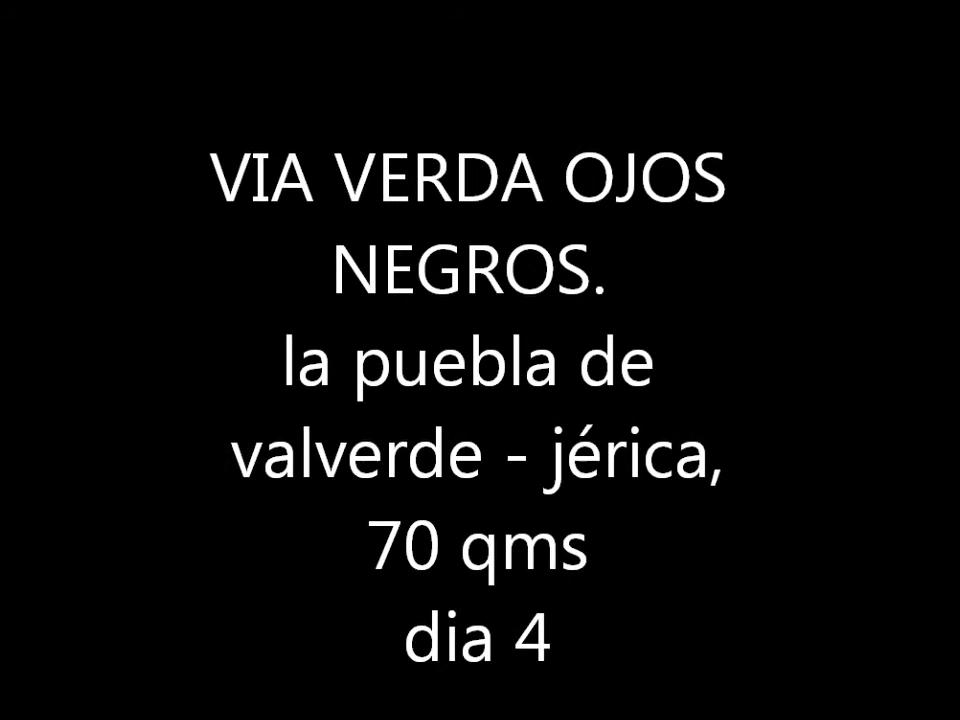 VIA VERDA OJOS
NEGROS.
la puebla de
valverde - jérica,
70 qms
dia 4